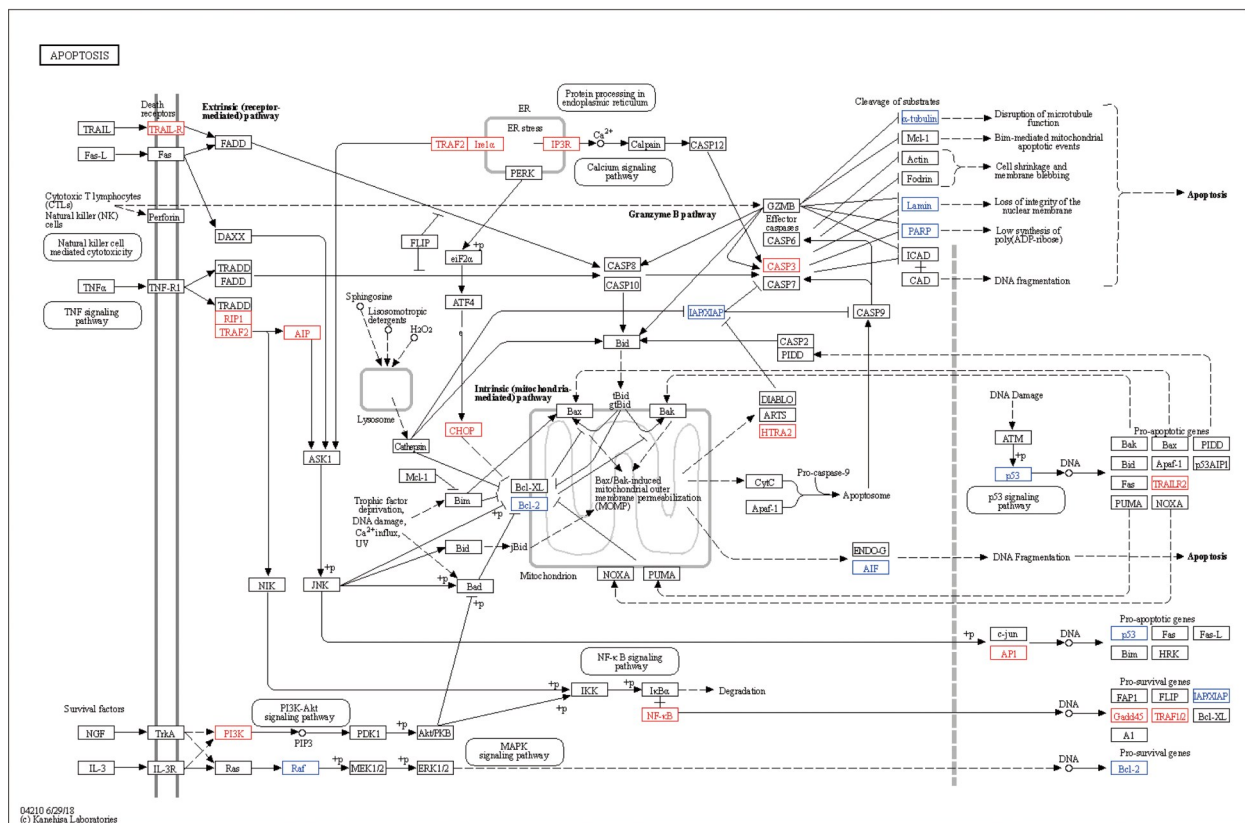 APOPTOSIS
Death
receptors
Extrinsic (receptor-
mediated) pathway
TRAIL
TRAIL-R
FADD
Fas-L
Fas
Cytotoxic T lymphocytes
(CTLs)
Natural killer (NK)
cells
Perforin
Natural killer cell
mediated cytotoxicity
DAXX
TNFα
TNF-R1
TRADD
FADD
TRADD
RIP1
TRAF2
AIP
TNF signaling
pathway
ER
Protein processing in
endoplasmic reticulum
ER stress
TRAF2
Ire1α
IP3R
Ca2+
Calpain
CASP12
PERK
Calcium signaling
pathway
Granzyme B pathway
GZMB
Effector
caspases
CASP6
CASP3
CASP7
FLIP
+p
eiF2α
ATF4
e
CHOP
CASP8
CASP10
Sphingosine
Lisosomotropic
detergents
H2O2
Lysosome
Cathepsin
IAP/XIAP
CASP9
Bid
CASP2
PIDD
Intrinsic (mitochondria-
mediated) pathway
tBid
gtBid
Bax
Bak
DIABLO
ARTS
HTRA2
Cleavage of substrates
α-tubulin
Disruption of microtubule
function
Mcl-1
Bim-mediated mitochondrial
apoptotic events
Actin
Fodrin
Cell shrinkage and
membrane blebbing
Apoptosis
Lamin
Loss of integrity of the
nuclear membrane
PARP
Low synthesis of
poly(ADP-ribose)
ICAD
CAD
DNA fragmentation
ASK1
Mcl-1
Bim
Bcl-XL
Bcl-2
+p
Trophic factor
deprivation,
DNA damage,
Ca2+ influx,
UV
Bid
jBid
Bad
Bax/Bak-induced
mitochondrial outer
membrane permeabilization
(MOMP)
CytC
Pro-caspase-9
Apaf-1
Apoptosome
ENDO-G
AIF
DNA Fragmentation
Apoptosis
Mitochondrion
NOXA
PUMA
DNA Damage
ATM
+p
p53
DNA
p53 signaling
pathway
Pro-apoptotic genes
Bak
Bax
PIDD
Bid
Apaf-1
p53AIP1
Fas
TRAILR2
PUMA
NOXA
NIK
+p
JNK
+p
+p
+p
+p
c-jun
AP1
DNA
Pro-apoptotic genes
p53
Fas
Fas-L
Bim
HRK
NF-κB signaling
pathway
+p
IKK
+p
IκBα
Degradation
+p
NF-κB
DNA
Pro-survival genes
FAP1
FLIP
IAP/XIAP
Gadd45
TRAF1/2
Bcl-XL
A1
Survival factors
NGF
TrkA
PI3K
PIP3
PI3K-Akt
signaling pathway
PDK1
+p
Akt/PKB
IL-3
IL-3R
Ras
Raf
+p
MEK1/2
+p
ERK1/2
MAPK
signaling pathway
DNA
Pro-survival genes
Bcl-2
04210 6/29/18
(c) Kanehisa Laboratories